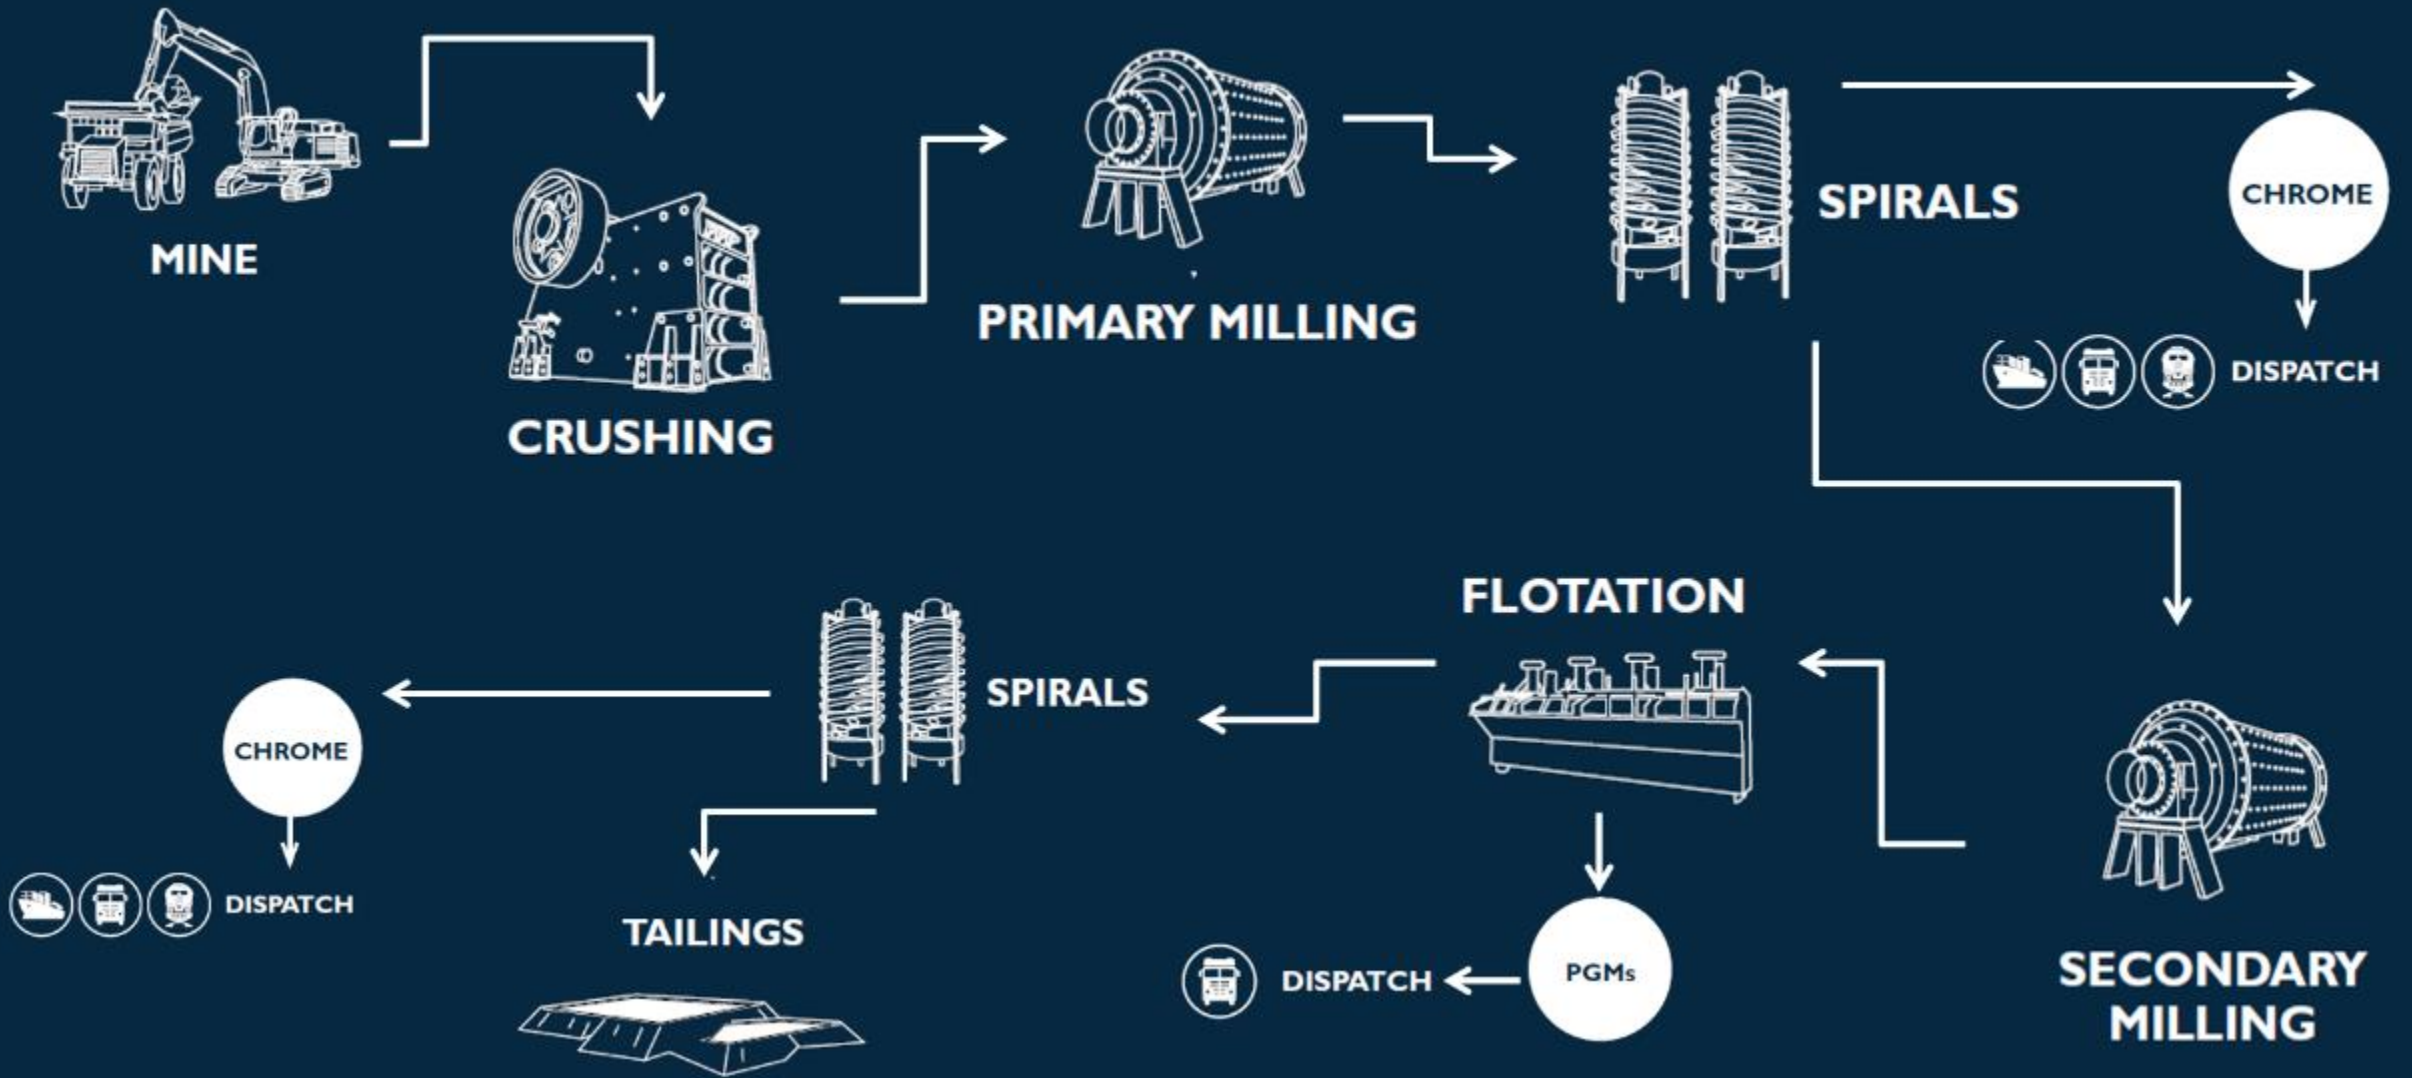 MINE
CRUSHING
PRIMARY MILLING
SPIRALS
CHROME
DISPATCH
SECONDARY
MILLING
FLOTATION
PGMs
DISPATCH
SPIRALS
CHROME
DISPATCH
TAILINGS